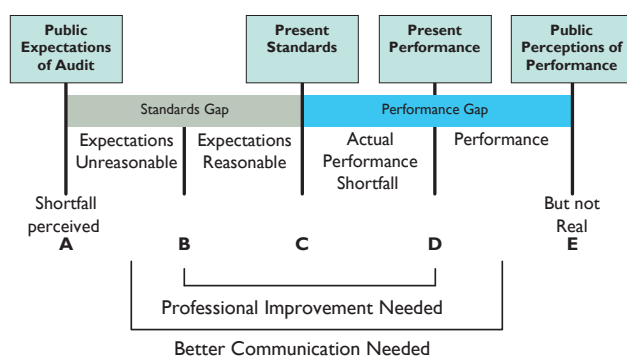 Public
Expectations
of Audit
Present
Standards
Present
Performance
Public
Perceptions of
Performance
Standards Gap
Performance Gap
Expectations
Unreasonable
Expectations
Reasonable
Actual
Performance
Shortfall
Performance
Shortfall
perceived
But not
Real
A
B
C
D
E
Professional Improvement Needed
Better Communication Needed